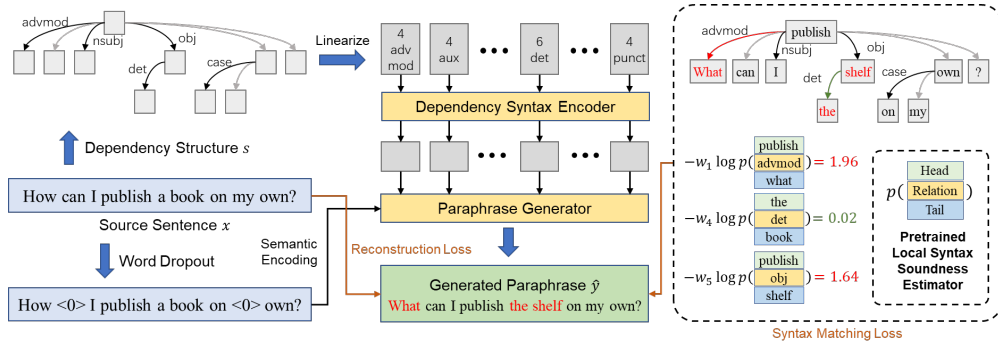 advmod
nsubj
obj
det
case
Linearize
4 adv mod
4 aux
•••
6 det
•••
4 punct
Dependency Syntax Encoder
••• •••
Paraphrase Generator
Dependency Structure s
How can I publish a book on my own?
Source Sentence x
Word Dropout
Semantic Encoding
How <0> I publish a book on <0> own?
Reconstruction Loss
Generated Paraphrase ŷ
What can I publish the shelf on my own?
advmod
publish
nsubj
obj
What can I shelf own ?
det
case
the on my
−w₁ log p( publish advmod what ) = 1.96
−w₄ log p( the det book ) = 0.02
−w₅ log p( publish obj shelf ) = 1.64
p( Head Relation Tail )
Pretrained
Local Syntax
Soundness
Estimator
Syntax Matching Loss